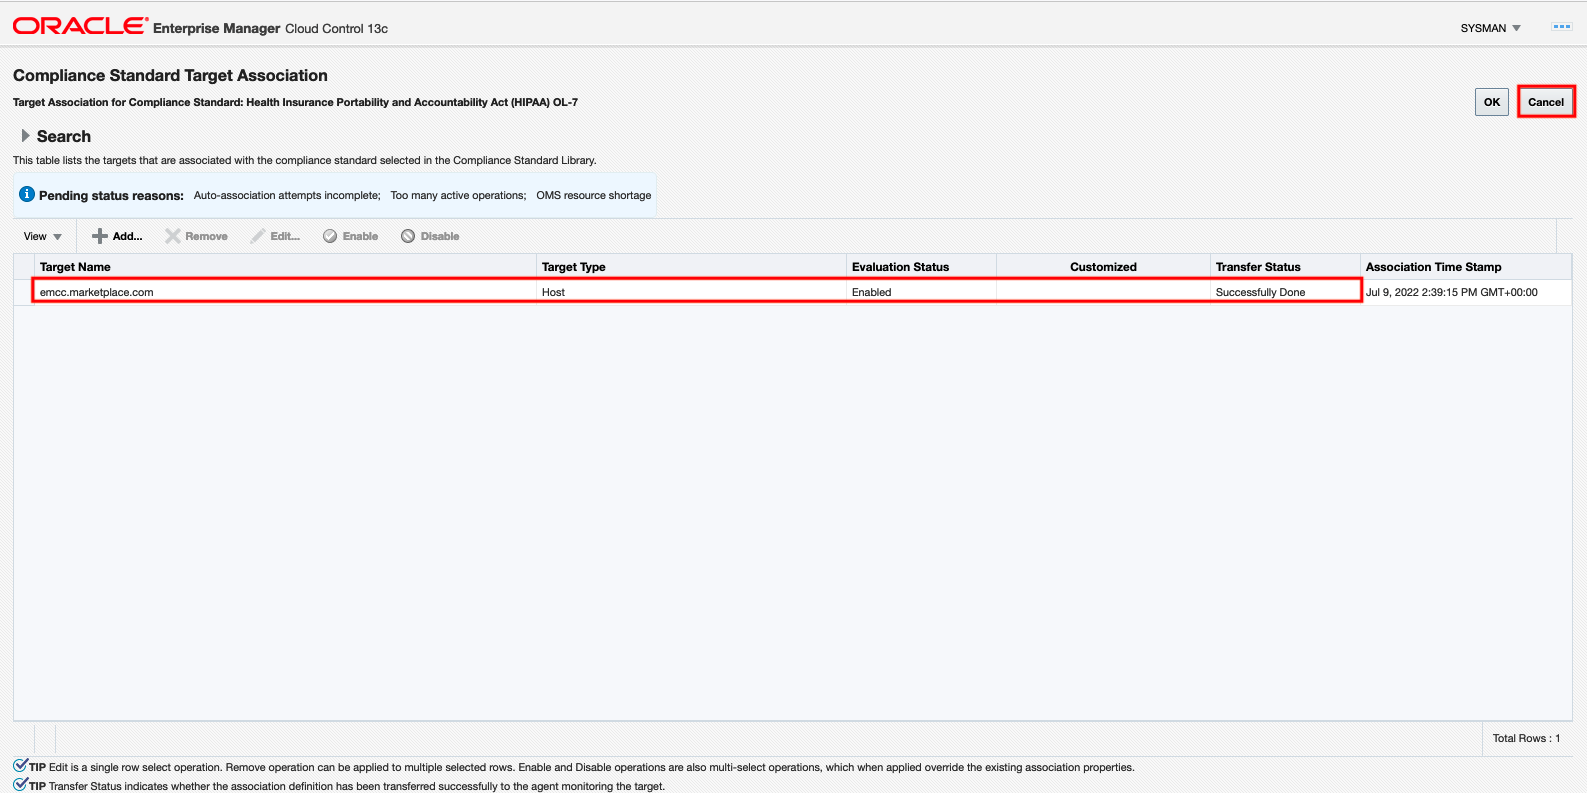 ORACLE® Enterprise Manager Cloud Control 13c
SYSMAN
Compliance Standard Target Association
Target Association for Compliance Standard: Health Insurance Portability and Accountability Act (HIPAA) OL-7
OK Cancel
Search
This table lists the targets that are associated with the compliance standard selected in the Compliance Standard Library.
Pending status reasons: Auto-association attempts incomplete; Too many active operations; OMS resource shortage
View Add... Remove Edit... Enable Disable
Target Name Target Type Evaluation Status Customized Transfer Status Association Time Stamp
emcc.marketplace.com Host Enabled Successfully Done Jul 9, 2022 2:39:15 PM GMT+00:00
Total Rows : 1
TIP Edit is a single row select operation. Remove operation can be applied to multiple selected rows. Enable and Disable operations are also multi-select operations, which when applied override the existing association properties.
TIP Transfer Status indicates whether the association definition has been transferred successfully to the agent monitoring the target.